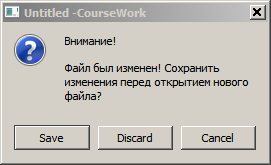 Untitled -CourseWork
Внимание!
Файл был изменен! Сохранить
изменения перед открытием нового
файла?
Save
Discard
Cancel